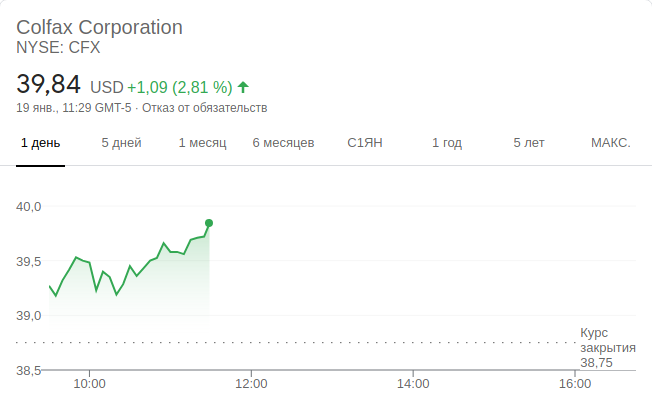 Colfax Corporation
NYSE: CFX
39,84 USD +1,09 (2,81 %)
19 янв., 11:29 GMT-5 · Отказ от обязательств
1 день 5 дней 1 месяц 6 месяцев С1ЯН 1 год 5 лет МАКС.
40,0
39,5
39,0
Курс
закрытия
38,75
38,5
10:00 12:00 14:00 16:00